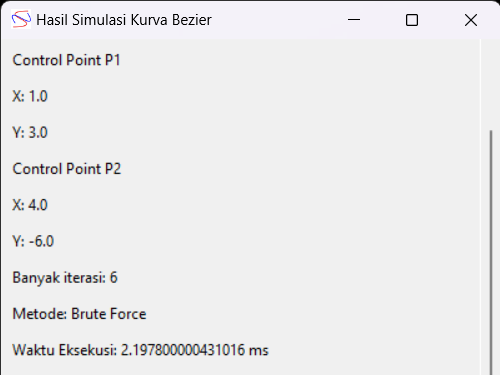 Hasil Simulasi Kurva Bezier
Control Point P1
X: 1.0
Y: 3.0
Control Point P2
X: 4.0
Y: -6.0
Banyak iterasi: 6
Metode: Brute Force
Waktu Eksekusi: 2.197800000431016 ms